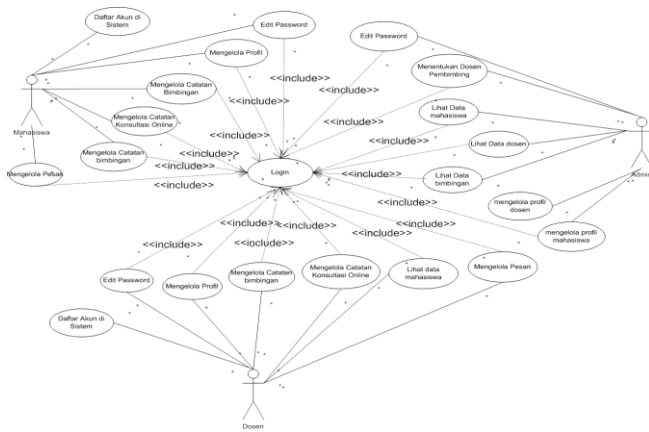 Daftar Akun di
Sistem
Edit Password
Edit Password
Mengelola Profil
Menentukan Dosen
Pembimbing
<<include>>
<<include>>
Mengelola Catatan
Bimbingan
<<include>>
<<include>>
Lihat Data
mahasiswa
Mahasiswa
Mengelola Catatan
Konsultasi Online
<<include>>
<<include>>
Admin
Lihat Data dosen
Mengelola Catatan
bimbingan
<<include>>
<<include>>
Mengelola Pesan
<<include>>
<<include>>
Login
Lihat Data
bimbingan
<<include>>
mengelola profil
dosen
<<include>>
<<include>>
<<include>>
<<include>>
mengelola profil
mahasiswa
<<include>>
<<include>>
Edit Password
Mengelola Profil
Mengelola Catatan
bimbingan
Mengelola Catatan
Konsultasi Online
Lihat data
mahasiswa
Mengelola Pesan
Daftar Akun di
Sistem
Dosen